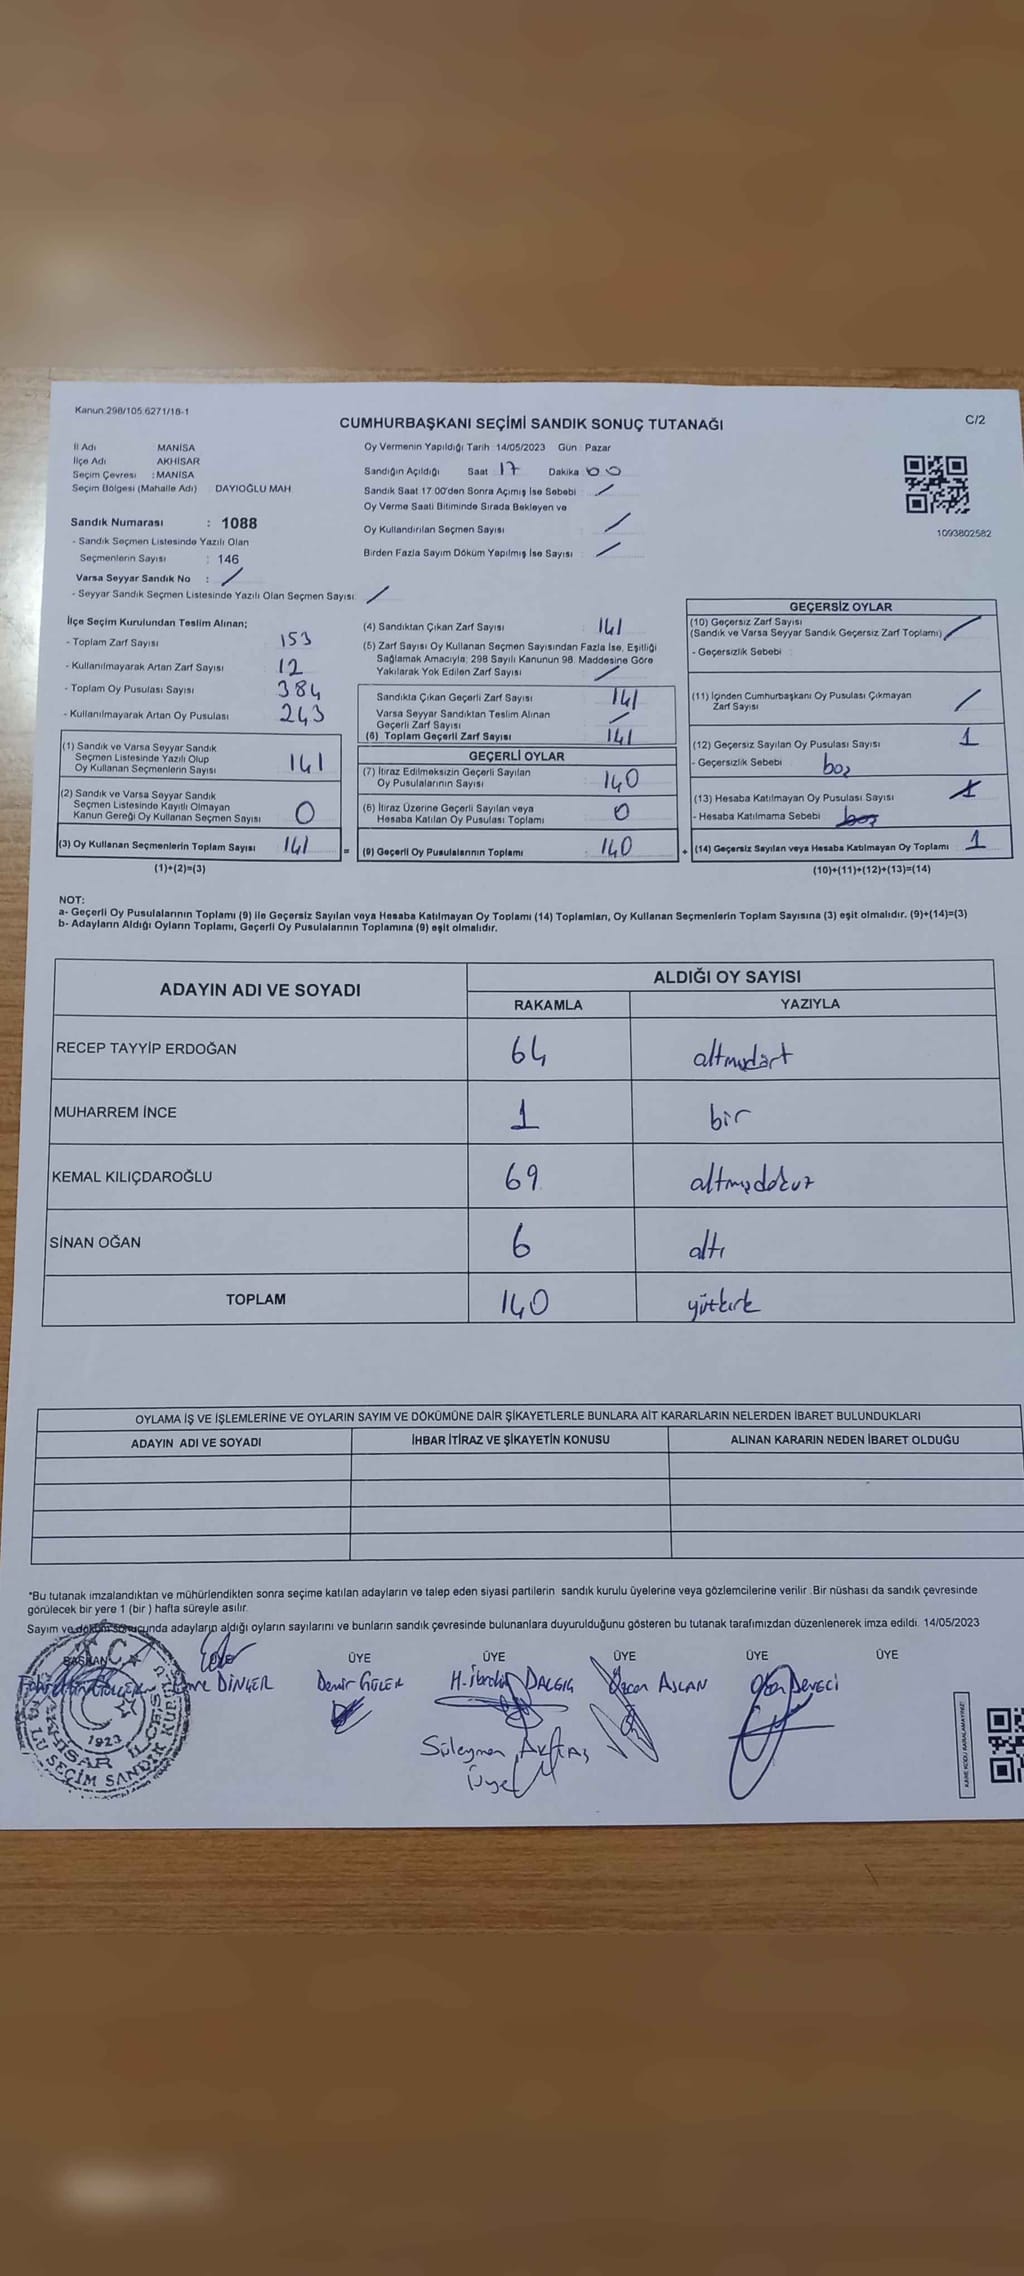 Kanun.298/105.6271/18-1
CUMHURBAŞKANI SEÇİMİ SANDIK SONUÇ TUTANAĞI
C/2
İl Adı MANİSA
İlçe Adı AKHİSAR
Seçim Çevresi : MANİSA
Seçim Bölgesi (Mahalle Adı) DAYIOĞLU MAH
Oy Vermenin Yapıldığı Tarih 14/05/2023 Gün : Pazar
Sandığın Açıldığı Saat 17 Dakika 00
Sandık Saat 17 00'den Sonra Açımış İse Sebebi /
Oy Verme Saati Bitiminde Sırada Bekleyen ve
Oy Kullandırılan Seçmen Sayısı /
Birden Fazla Sayım Döküm Yapılmış İse Sayısı /
1093802582
Sandık Numarası : 1088
- Sandık Seçmen Listesinde Yazılı Olan
Seçmenlerin Sayısı : 146
Varsa Seyyar Sandık No : /
- Seyyar Sandık Seçmen Listesinde Yazılı Olan Seçmen Sayısı: /
İlçe Seçim Kurulundan Teslim Alınan;
- Toplam Zarf Sayısı 153
- Kullanılmayarak Artan Zarf Sayısı 12
- Toplam Oy Pusulası Sayısı 384
- Kullanılmayarak Artan Oy Pusulası 243
(1) Sandık ve Varsa Seyyar Sandık
Seçmen Listesinde Yazılı Olup
Oy Kullanan Seçmenlerin Sayısı 141
(2) Sandık ve Varsa Seyyar Sandık
Seçmen Listesinde Kayıtlı Olmayan
Kanun Gereği Oy Kullanan Seçmen Sayısı 0
(3) Oy Kullanan Seçmenlerin Toplam Sayısı 141 =
(1)+(2)=(3)
(4) Sandıktan Çıkan Zarf Sayısı 141
(5) Zarf Sayısı Oy Kullanan Seçmen Sayısından Fazla İse, Eşitliği
Sağlamak Amacıyla; 298 Sayılı Kanunun 98. Maddesine Göre
Yakılarak Yok Edilen Zarf Sayısı /
Sandıkla Çıkan Geçerli Zarf Sayısı 141
Varsa Seyyar Sandıktan Teslim Alınan
Geçerli Zarf Sayısı /
(6) Toplam Geçerli Zarf Sayısı 141
GEÇERLİ OYLAR
(7) İtiraz Edilmeksizin Geçerli Sayılan
Oy Pusulalarının Sayısı 140
(6) İtiraz Üzerine Geçerli Sayılan veya
Hesaba Katılan Oy Pusulası Toplamı 0
(9) Geçerli Oy Pusulalarının Toplamı 140 +
GEÇERSİZ OYLAR
(10) Geçersiz Zarf Sayısı
(Sandık ve Varsa Seyyar Sandık Geçersiz Zarf Toplamı) /
- Geçersizlik Sebebi :
(11) İçinden Cumhurbaşkanı Oy Pusulası Çıkmayan
Zarf Sayısı /
(12) Geçersiz Sayılan Oy Pusulası Sayısı 1
- Geçersizlik Sebebi boş
(13) Hesaba Katılmayan Oy Pusulası Sayısı 1
- Hesaba Katılmama Sebebi boş
(14) Geçersiz Sayılan veya Hesaba Katılmayan Oy Toplamı 1
(10)+(11)+(12)+(13)=(14)
NOT:
a- Geçerli Oy Pusulalarının Toplamı (9) ile Geçersiz Sayılan veya Hesaba Katılmayan Oy Toplamı (14) Toplamları, Oy Kullanan Seçmenlerin Toplam Sayısına (3) eşit olmalıdır. (9)+(14)=(3)
b- Adayların Aldığı Oyların Toplamı, Geçerli Oy Pusulalarının Toplamına (9) eşit olmalıdır.
ADAYIN ADI VE SOYADI ALDIĞI OY SAYISI
RAKAMLA YAZIYLA
RECEP TAYYİP ERDOĞAN 64 altmışdört
MUHARREM İNCE 1 bir
KEMAL KILIÇDAROĞLU 69 altmışdokuz
SİNAN OĞAN 6 altı
TOPLAM 140 yüzkırk
OYLAMA İŞ VE İŞLEMLERİNE VE OYLARIN SAYIM VE DÖKÜMÜNE DAİR ŞİKAYETLERLE BUNLARA AİT KARARLARIN NELERDEN İBARET BULUNDUKLARI
ADAYIN ADI VE SOYADI İHBAR İTİRAZ VE ŞİKAYETİN KONUSU ALINAN KARARIN NEDEN İBARET OLDUĞU
*Bu tutanak imzalandıktan ve mühürlendikten sonra seçime katılan adayların ve talep eden siyasi partilerin sandık kurulu üyelerine veya gözlemcilerine verilir .Bir nüshası da sandık çevresinde
görülecek bir yere 1 (bir ) hafta süreyle asılır.
Sayım ve döküm sonucunda adayların aldığı oyların sayılarını ve bunların sandık çevresinde bulunanlara duyurulduğunu gösteren bu tutanak tarafımızdan düzenlenerek imza edildi. 14/05/2023
BAŞKAN ÜYE ÜYE ÜYE ÜYE ÜYE
Emre DİNÇER Demir GÜLER H. İbrahim DALGIÇ Özcan ASLAN Ozan DEVECİ
Süleyman AKTAŞ
Üye
T.C.
1923
AKHİSAR İLÇESİ
SEÇİM SANDIK KURULU
KARE KODU KARALAMAYINIZ!